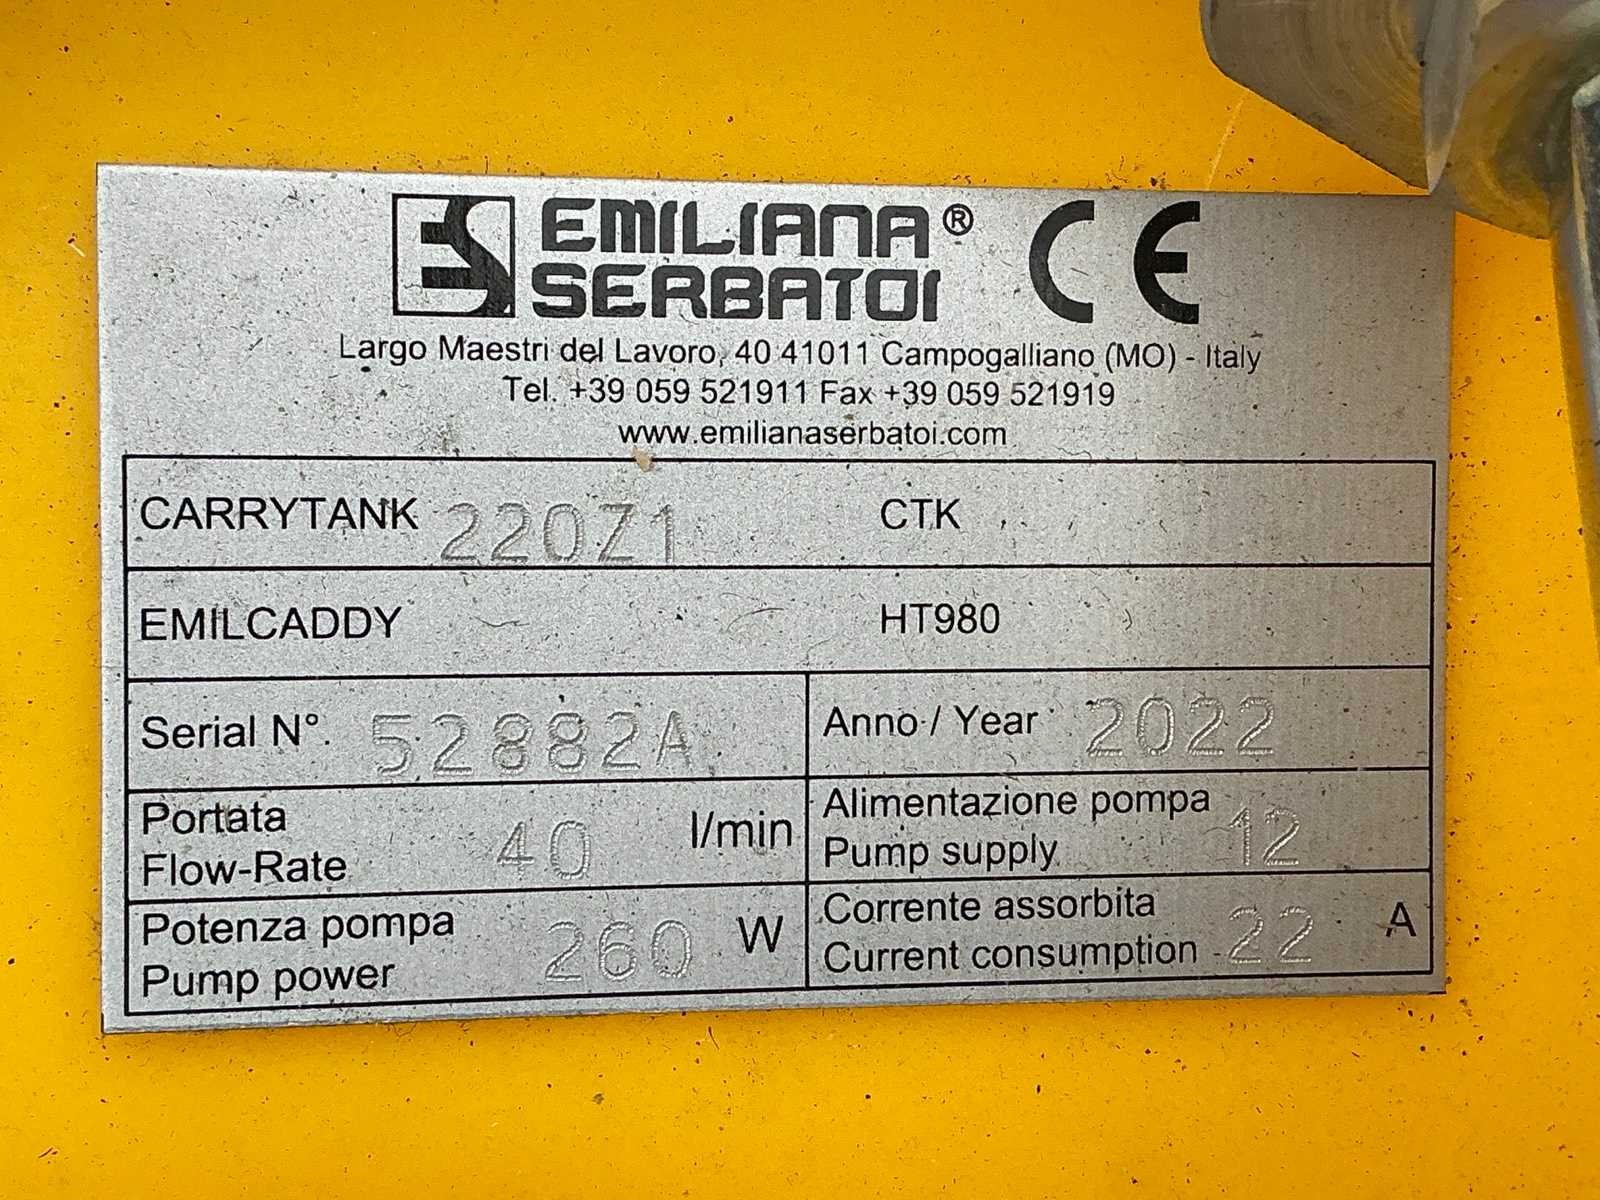 EMILIANA® CE
SERBATOI
Largo Maestri del Lavoro, 40 41011 Campogalliano (MO) - Italy
Tel. +39 059 521911 Fax +39 059 521919
www.emilianaserbatoi.com
CARRYTANK 220Z1 CTK
EMILCADDY HT980
Serial N°. 52882A Anno / Year 2022
Portata
Flow-Rate 40 l/min
Alimentazione pompa
Pump supply 12
Potenza pompa
Pump power 260 W
Corrente assorbita
Current consumption 22 A